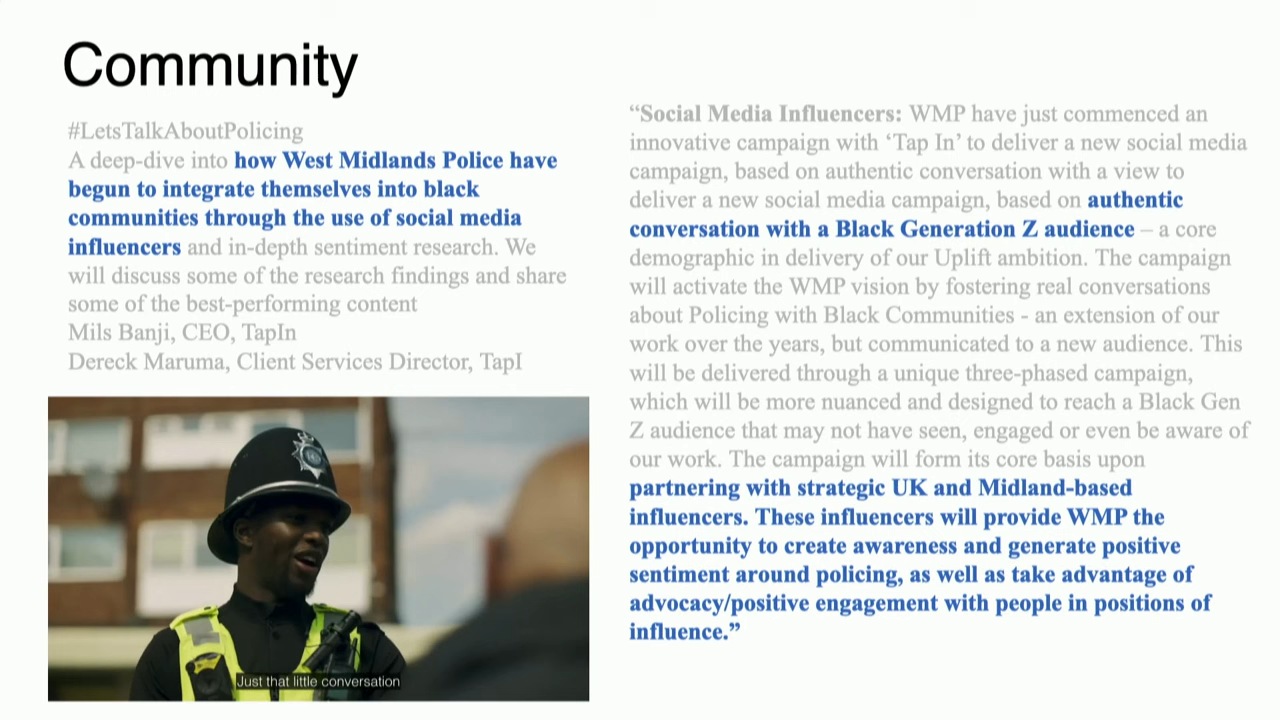 Community
#LetsTalkAboutPolicing
A deep-dive into how West Midlands Police have
begun to integrate themselves into black
communities through the use of social media
influencers and in-depth sentiment research. We
will discuss some of the research findings and share
some of the best-performing content
Mils Banji, CEO, TapIn
Dereck Maruma, Client Services Director, TapI
Just that little conversation
“Social Media Influencers: WMP have just commenced an
innovative campaign with ‘Tap In’ to deliver a new social media
campaign, based on authentic conversation with a view to
deliver a new social media campaign, based on authentic
conversation with a Black Generation Z audience – a core
demographic in delivery of our Uplift ambition. The campaign
will activate the WMP vision by fostering real conversations
about Policing with Black Communities - an extension of our
work over the years, but communicated to a new audience. This
will be delivered through a unique three-phased campaign,
which will be more nuanced and designed to reach a Black Gen
Z audience that may not have seen, engaged or even be aware of
our work. The campaign will form its core basis upon
partnering with strategic UK and Midland-based
influencers. These influencers will provide WMP the
opportunity to create awareness and generate positive
sentiment around policing, as well as take advantage of
advocacy/positive engagement with people in positions of
influence.”